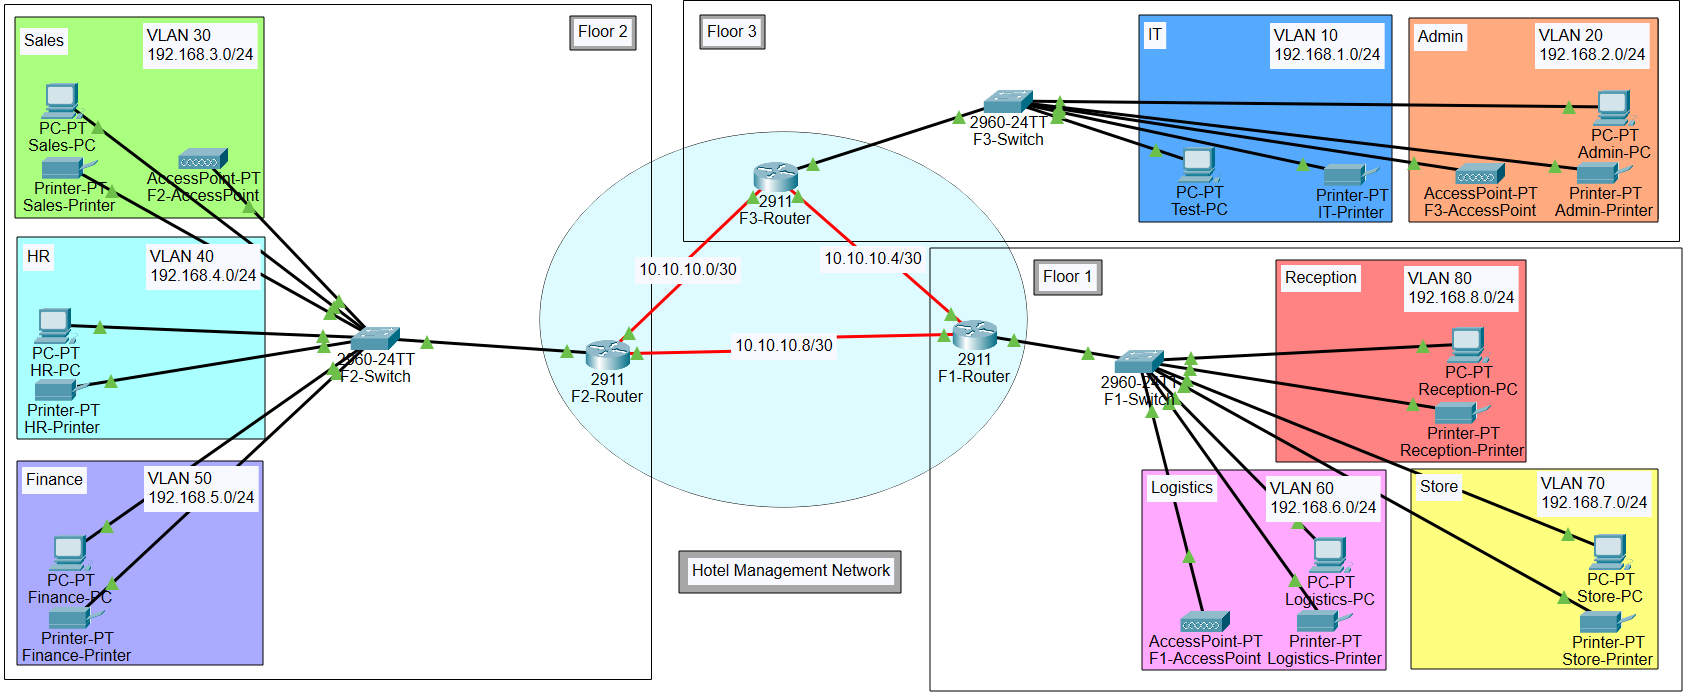 Sales
VLAN 30
192.168.3.0/24
PC-PT
Sales-PC
Printer-PT
Sales-Printer
AccessPoint-PT
F2-AccessPoint
Floor 2
HR
VLAN 40
192.168.4.0/24
PC-PT
HR-PC
Printer-PT
HR-Printer
2960-24TT
F2-Switch
Finance
VLAN 50
192.168.5.0/24
PC-PT
Finance-PC
Printer-PT
Finance-Printer
2911
F2-Router
10.10.10.0/30
10.10.10.4/30
10.10.10.8/30
2911
F3-Router
2911
F1-Router
Hotel Management Network
Floor 3
2960-24TT
F3-Switch
IT
VLAN 10
192.168.1.0/24
PC-PT
Test-PC
Printer-PT
IT-Printer
Admin
VLAN 20
192.168.2.0/24
PC-PT
Admin-PC
AccessPoint-PT
F3-AccessPoint
Printer-PT
Admin-Printer
Floor 1
2960-24TT
F1-Switch
Reception
VLAN 80
192.168.8.0/24
PC-PT
Reception-PC
Printer-PT
Reception-Printer
Logistics
VLAN 60
192.168.6.0/24
PC-PT
Logistics-PC
AccessPoint-PT
F1-AccessPoint
Printer-PT
Logistics-Printer
Store
VLAN 70
192.168.7.0/24
PC-PT
Store-PC
Printer-PT
Store-Printer